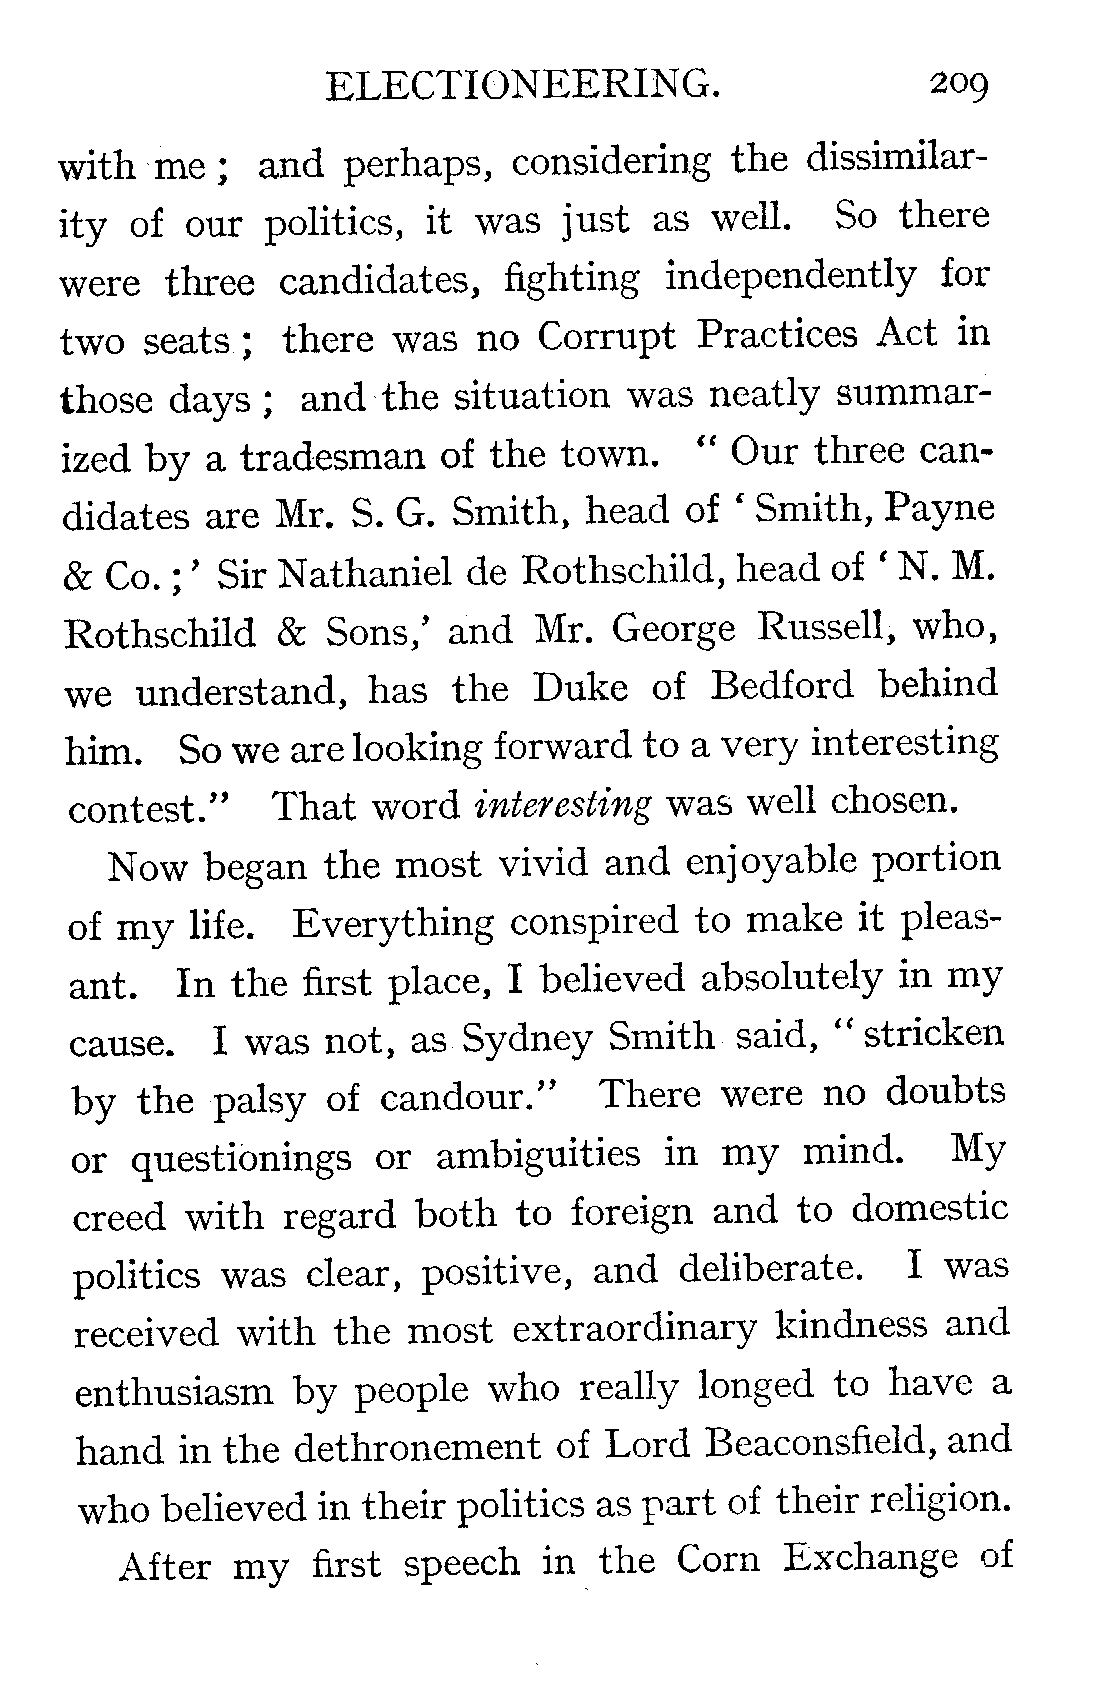 ELECTIONEERING. 209
with me ; and perhaps, considering the dissimilar-
ity of our politics, it was just as well. So there
were three candidates, fighting independently for
two seats ; there was no Corrupt Practices Act in
those days ; and the situation was neatly summar-
ized by a tradesman of the town. “ Our three can-
didates are Mr. S. G. Smith, head of ‘ Smith, Payne
& Co. ; ’ Sir Nathaniel de Rothschild, head of ‘ N. M.
Rothschild & Sons,’ and Mr. George Russell, who,
we understand, has the Duke of Bedford behind
him. So we are looking forward to a very interesting
contest.” That word interesting was well chosen.
Now began the most vivid and enjoyable portion
of my life. Everything conspired to make it pleas-
ant. In the first place, I believed absolutely in my
cause. I was not, as Sydney Smith said, “ stricken
by the palsy of candour.” There were no doubts
or questionings or ambiguities in my mind. My
creed with regard both to foreign and to domestic
politics was clear, positive, and deliberate. I was
received with the most extraordinary kindness and
enthusiasm by people who really longed to have a
hand in the dethronement of Lord Beaconsfield, and
who believed in their politics as part of their religion.
After my first speech in the Corn Exchange of